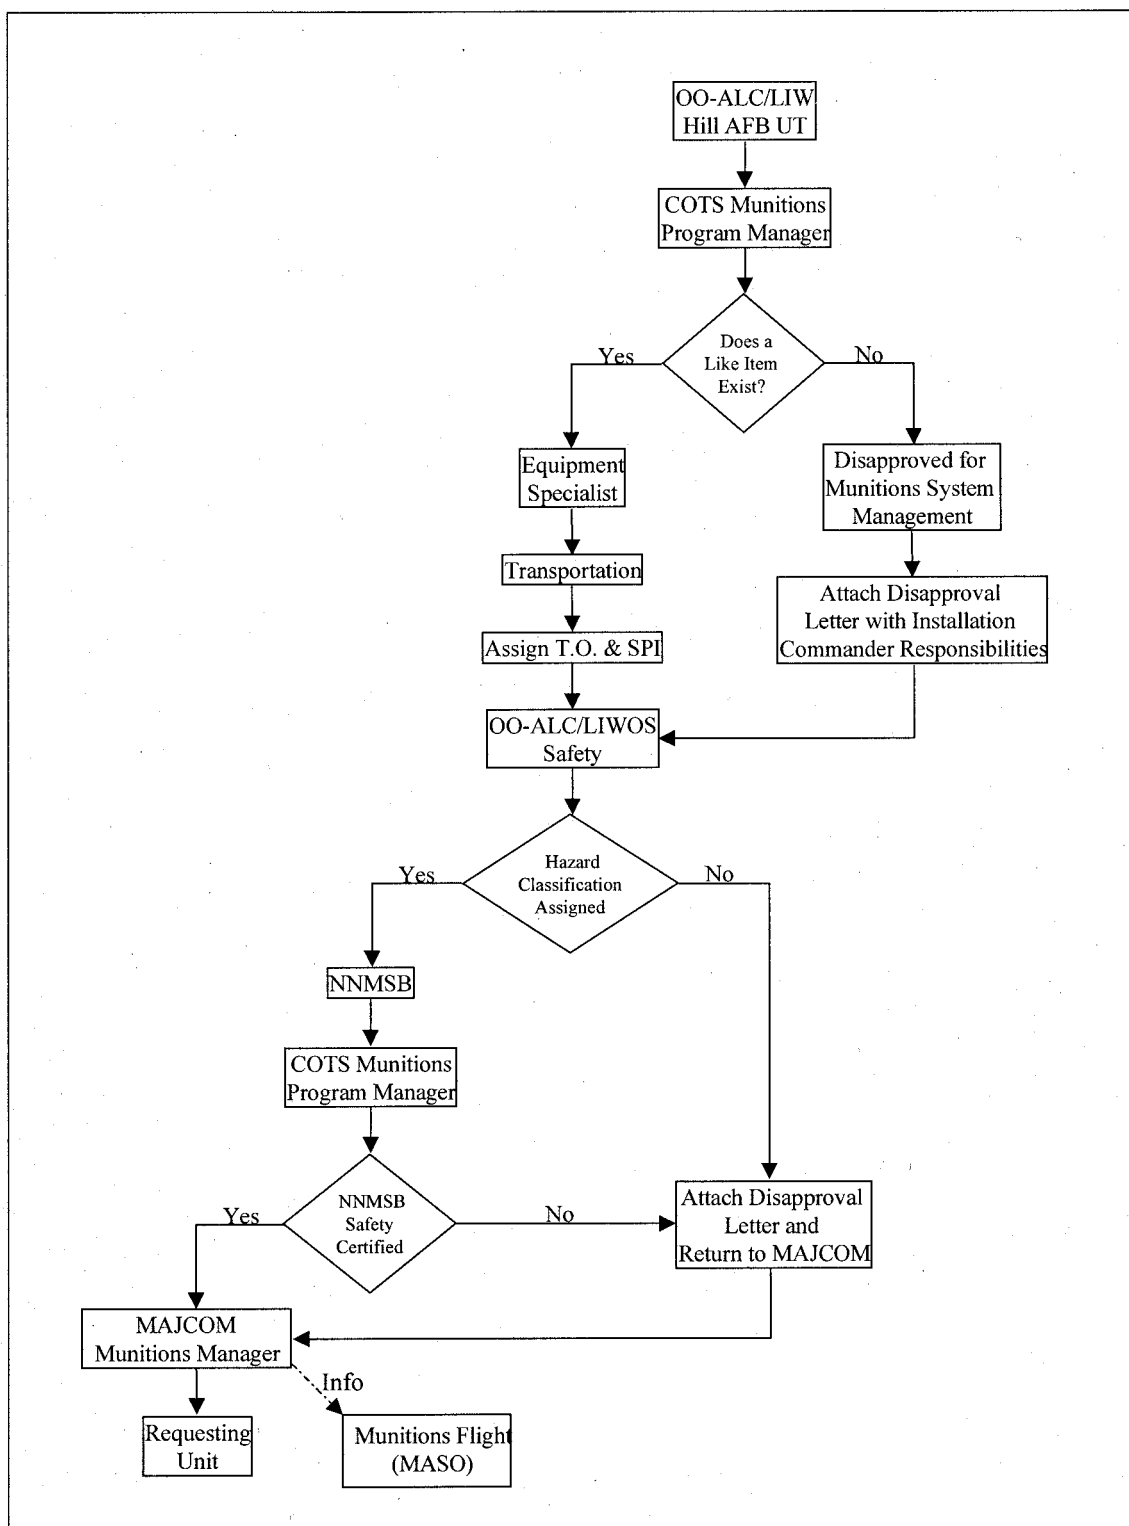 OO-ALC/LIW
Hill AFB UT
COTS Munitions
Program Manager
Does a
Like Item
Exist?
Yes
No
Equipment
Specialist
Disapproved for
Munitions System
Management
Transportation
Attach Disapproval
Letter with Installation
Commander Responsibilities
Assign T.O. & SPI
OO-ALC/LIWOS
Safety
Hazard
Classification
Assigned
Yes
No
NNMSB
COTS Munitions
Program Manager
NNMSB
Safety
Certified
Yes
No
Attach Disapproval
Letter and
Return to MAJCOM
MAJCOM
Munitions Manager
Info
Requesting
Unit
Munitions Flight
(MASO)